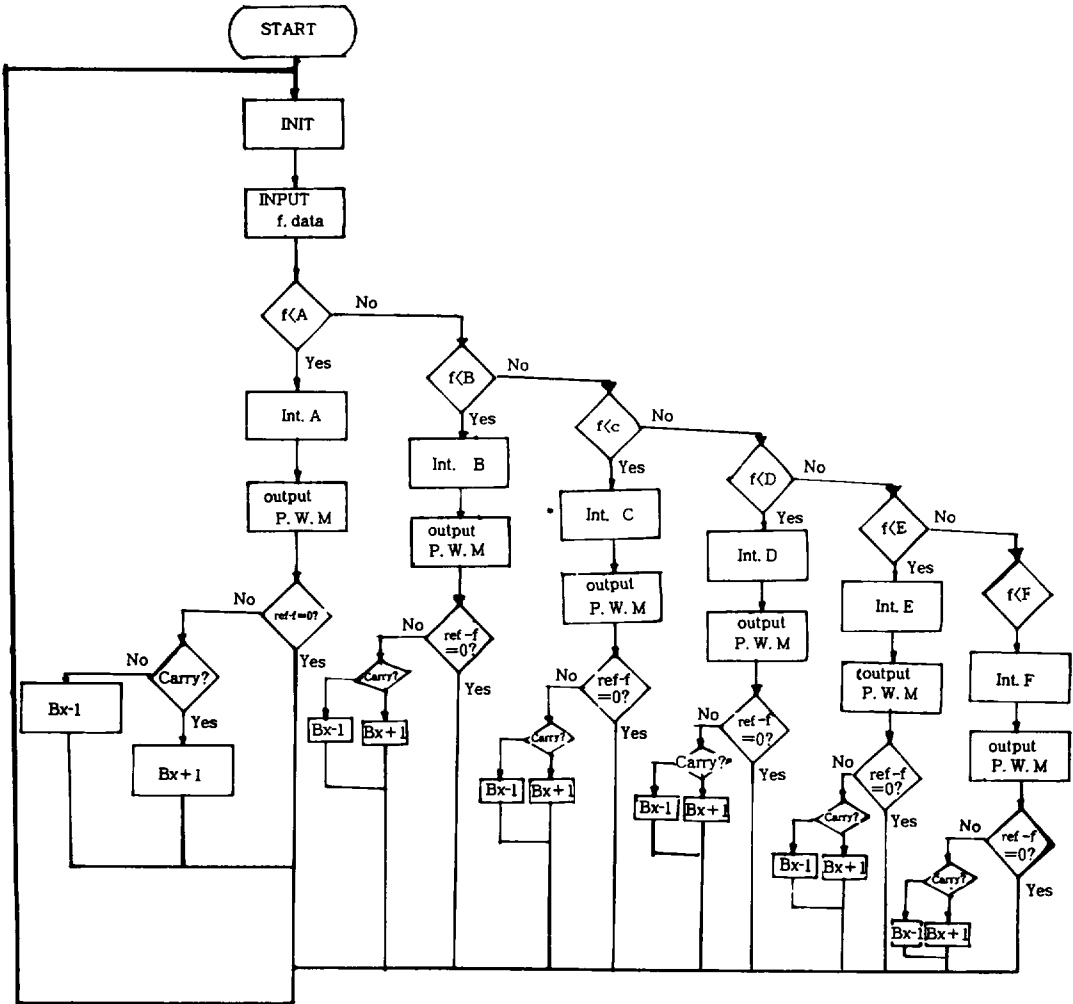 START
INIT
INPUT
f. data
f<A
No
Yes
Int. A
output
P. W. M
ref-f=0?
No
Yes
Carry?
No
Yes
Bx-1
Bx+1
f<B
No
Yes
Int. B
output
P. W. M
ref-f
=0?
No
Yes
Carry?
Bx-1
Bx+1
f<c
No
Yes
Int. C
output
P. W. M
ref-f
=0?
No
Yes
Carry?
Bx-1
Bx+1
f<D
No
Yes
Int. D
output
P. W. M
ref-f
=0?
No
Yes
Carry?
Bx-1
Bx+1
f<E
No
Yes
Int. E
output
P. W. M
ref-f
=0?
No
Yes
Carry?
Bx-1
Bx+1
f<F
Int. F
output
P. W. M
ref-f
=0?
No
Yes
Carry?
Bx-1
Bx+1